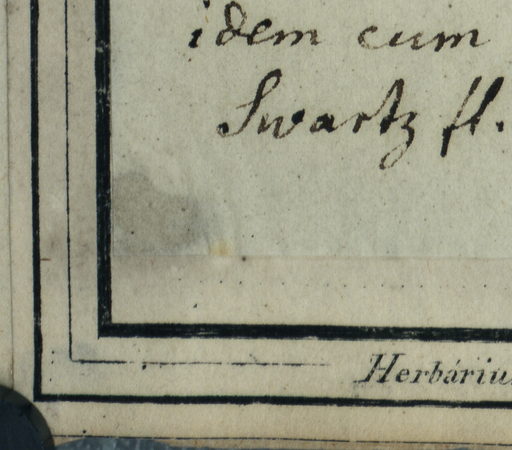 idem cum
Swartz fl.
Herbáriu